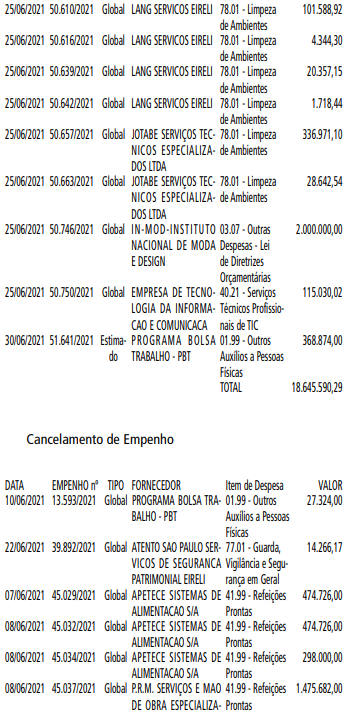 25/06/2021 50.610/2021 Global LANG SERVICOS EIRELI 78.01 - Limpeza 101.588,92
de Ambientes
25/06/2021 50.616/2021 Global LANG SERVICOS EIRELI 78.01 - Limpeza 4.344,30
de Ambientes
25/06/2021 50.639/2021 Global LANG SERVICOS EIRELI 78.01 - Limpeza 20.357,15
de Ambientes
25/06/2021 50.642/2021 Global LANG SERVICOS EIRELI 78.01 - Limpeza 1.718,44
de Ambientes
25/06/2021 50.657/2021 Global JOTABE SERVIÇOS TEC- 78.01 - Limpeza 336.971,10
NICOS ESPECIALIZA- de Ambientes
DOS LTDA
25/06/2021 50.663/2021 Global JOTABE SERVIÇOS TEC- 78.01 - Limpeza 28.642,54
NICOS ESPECIALIZA- de Ambientes
DOS LTDA
25/06/2021 50.746/2021 Global IN-MOD-INSTITUTO 03.07 - Outras 2.000.000,00
NACIONAL DE MODA Despesas - Lei
E DESIGN de Diretrizes
Orçamentárias
25/06/2021 50.750/2021 Global EMPRESA DE TECNO- 40.21 - Serviços 115.030,02
LOGIA DA INFORMA- Técnicos Profissio-
CAO E COMUNICACA nais de TIC
30/06/2021 51.641/2021 Estima- PROGRAMA BOLSA 01.99 - Outros 368.874,00
do TRABALHO - PBT Auxílios a Pessoas
Físicas
TOTAL 18.645.590,29
Cancelamento de Empenho
DATA EMPENHO nº TIPO FORNECEDOR Item de Despesa VALOR
10/06/2021 13.593/2021 Global PROGRAMA BOLSA TRA- 01.99 - Outros 27.324,00
BALHO - PBT Auxílios a Pessoas
Físicas
22/06/2021 39.892/2021 Global ATENTO SAO PAULO SER- 77.01 - Guarda, 14.266,17
VICOS DE SEGURANCA Vigilância e Segu-
PATRIMONIAL EIRELI rança em Geral
07/06/2021 45.029/2021 Global APETECE SISTEMAS DE 41.99 - Refeições 474.726,00
ALIMENTACAO S/A Prontas
08/06/2021 45.032/2021 Global APETECE SISTEMAS DE 41.99 - Refeições 474.726,00
ALIMENTACAO S/A Prontas
08/06/2021 45.034/2021 Global APETECE SISTEMAS DE 41.99 - Refeições 298.000,00
ALIMENTACAO S/A Prontas
08/06/2021 45.037/2021 Global P.R.M. SERVIÇOS E MAO 41.99 - Refeições 1.475.682,00
DE OBRA ESPECIALIZA- Prontas